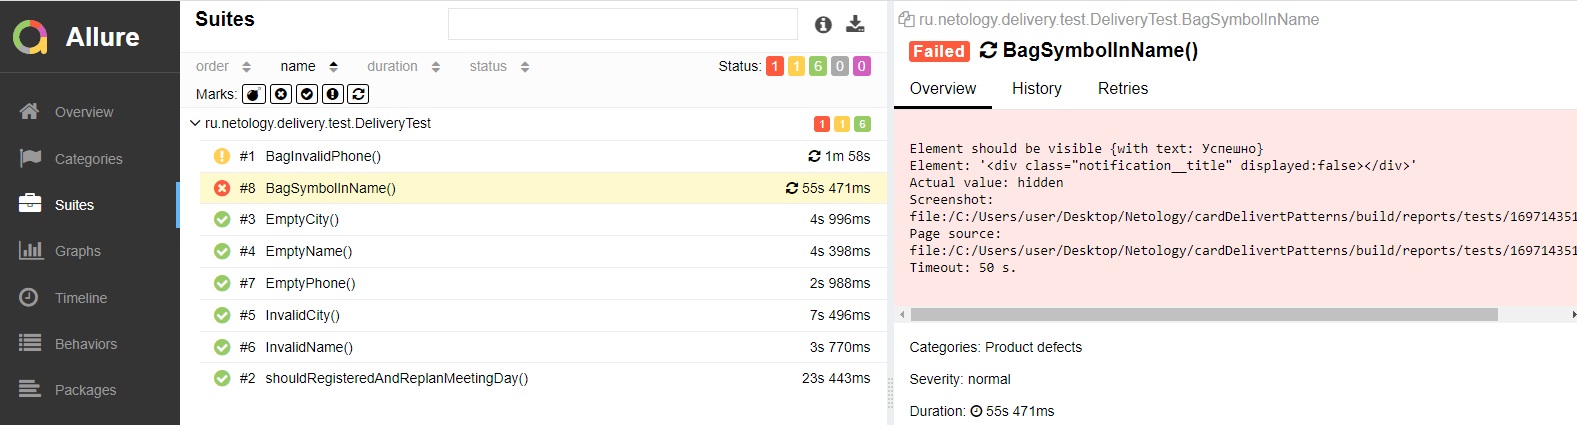 Allure
Overview
Categories
Suites
Graphs
Timeline
Behaviors
Packages
Suites
order name duration status Status: 1 1 6 0 0
Marks:
ru.netology.delivery.test.DeliveryTest 1 1 6
#1 BagInvalidPhone() 1m 58s
#8 BagSymbolInName() 55s 471ms
#3 EmptyCity() 4s 996ms
#4 EmptyName() 4s 398ms
#7 EmptyPhone() 2s 988ms
#5 InvalidCity() 7s 496ms
#6 InvalidName() 3s 770ms
#2 shouldRegisteredAndReplanMeetingDay() 23s 443ms
ru.netology.delivery.test.DeliveryTest.BagSymbolInName
Failed BagSymbolInName()
Overview History Retries
Element should be visible {with text: Успешно}
Element: '<div class="notification__title" displayed:false></div>'
Actual value: hidden
Screenshot:
file:/C:/Users/user/Desktop/Netology/cardDelivertPatterns/build/reports/tests/169714351
Page source:
file:/C:/Users/user/Desktop/Netology/cardDelivertPatterns/build/reports/tests/169714351
Timeout: 50 s.
Categories: Product defects
Severity: normal
Duration: 55s 471ms